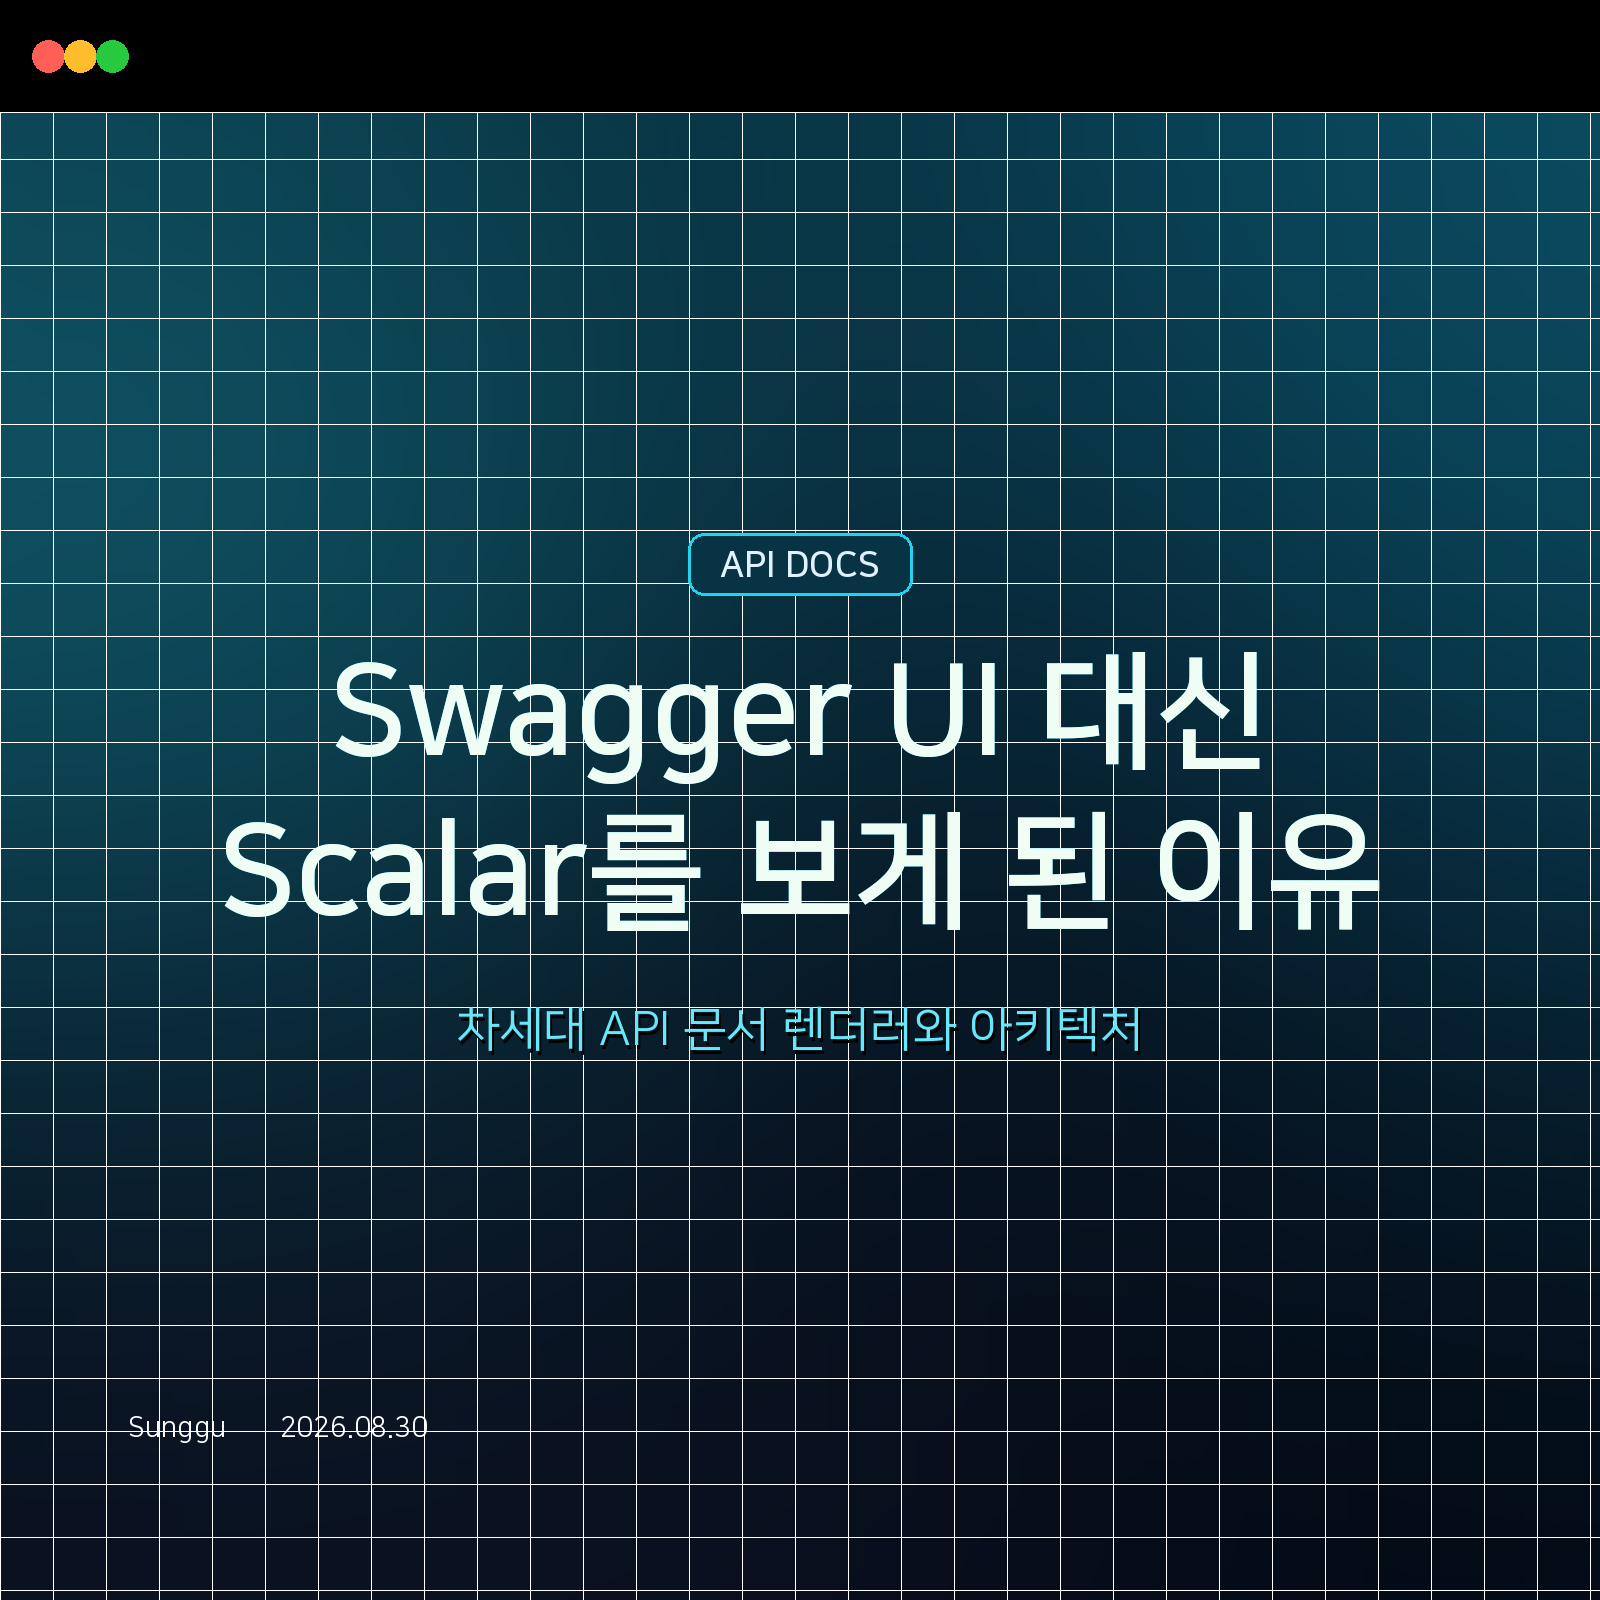 API DOCS
Swagger UI 대신
Scalar를 보게 된 이유
차세대 API 문서 렌더러와 아키텍처
Sunggu 2026.08.30